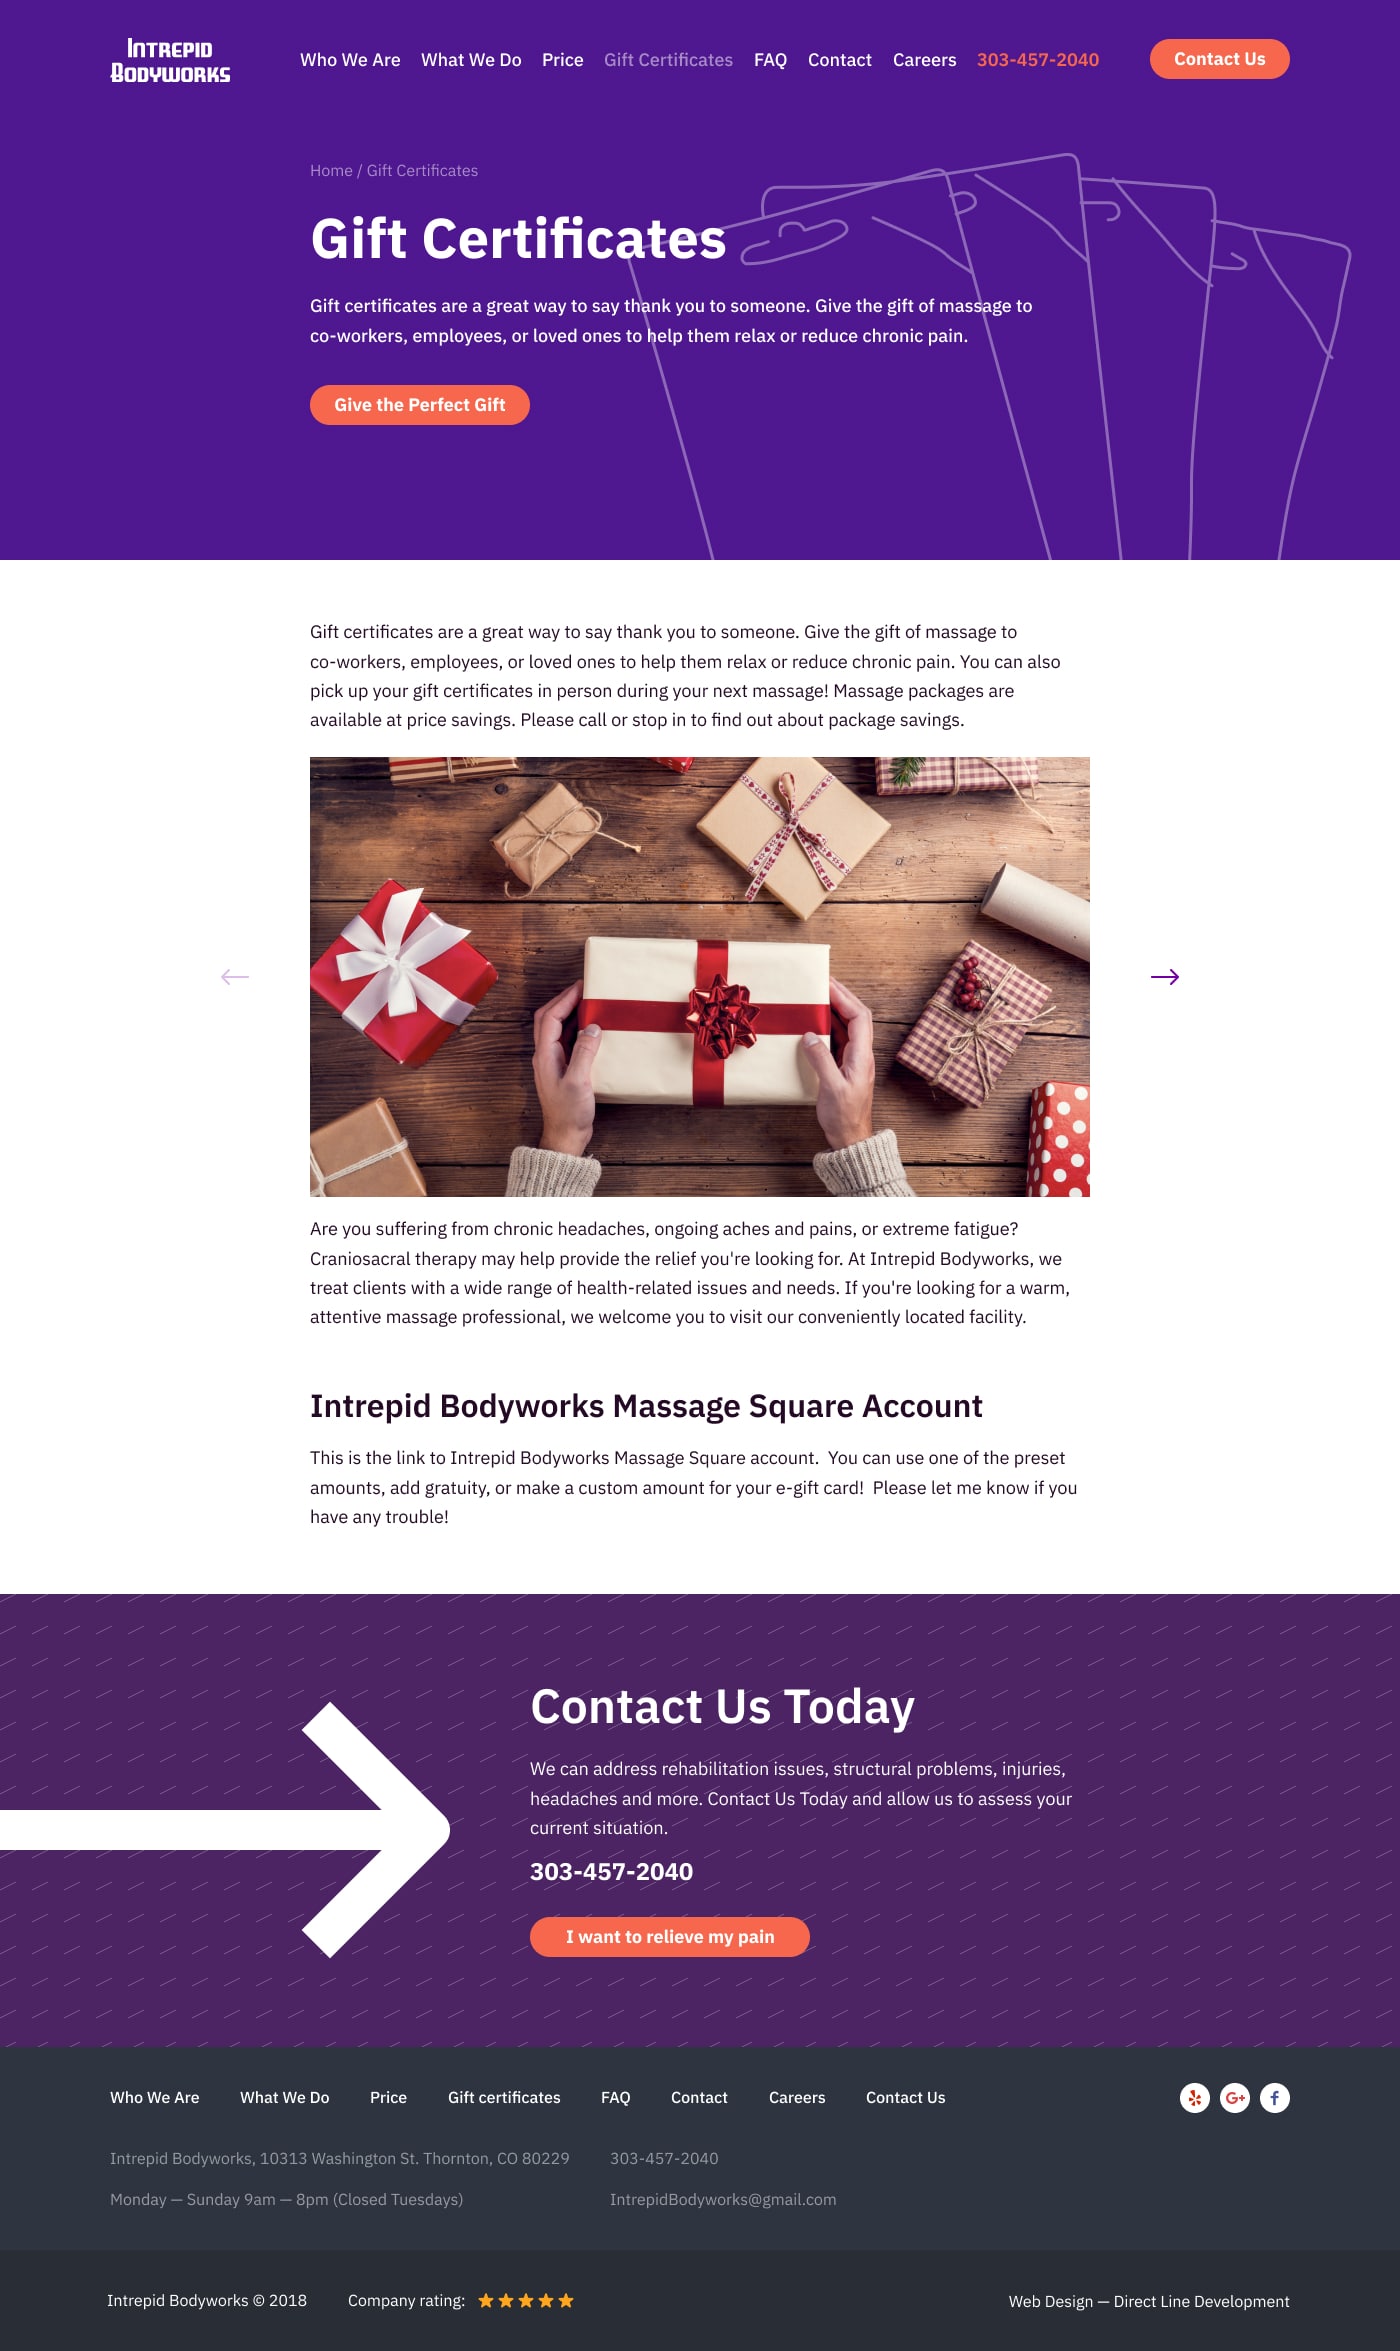 Intrepid
Bodyworks
Who We Are What We Do Price Gift Certificates FAQ Contact Careers 303-457-2040 Contact Us
Home / Gift Certificates
Gift Certificates
Gift certificates are a great way to say thank you to someone. Give the gift of massage to
co-workers, employees, or loved ones to help them relax or reduce chronic pain.
Give the Perfect Gift
Gift certificates are a great way to say thank you to someone. Give the gift of massage to
co-workers, employees, or loved ones to help them relax or reduce chronic pain. You can also
pick up your gift certificates in person during your next massage! Massage packages are
available at price savings. Please call or stop in to find out about package savings.
Are you suffering from chronic headaches, ongoing aches and pains, or extreme fatigue?
Craniosacral therapy may help provide the relief you're looking for. At Intrepid Bodyworks, we
treat clients with a wide range of health-related issues and needs. If you're looking for a warm,
attentive massage professional, we welcome you to visit our conveniently located facility.
Intrepid Bodyworks Massage Square Account
This is the link to Intrepid Bodyworks Massage Square account.  You can use one of the preset
amounts, add gratuity, or make a custom amount for your e-gift card!  Please let me know if you
have any trouble!
Contact Us Today
We can address rehabilitation issues, structural problems, injuries,
headaches and more. Contact Us Today and allow us to assess your
current situation.
303-457-2040
I want to relieve my pain
Who We Are What We Do Price Gift certificates FAQ Contact Careers Contact Us G+ f
Intrepid Bodyworks, 10313 Washington St. Thornton, CO 80229 303-457-2040
Monday — Sunday 9am — 8pm (Closed Tuesdays) IntrepidBodyworks@gmail.com
Intrepid Bodyworks © 2018 Company rating: Web Design — Direct Line Development